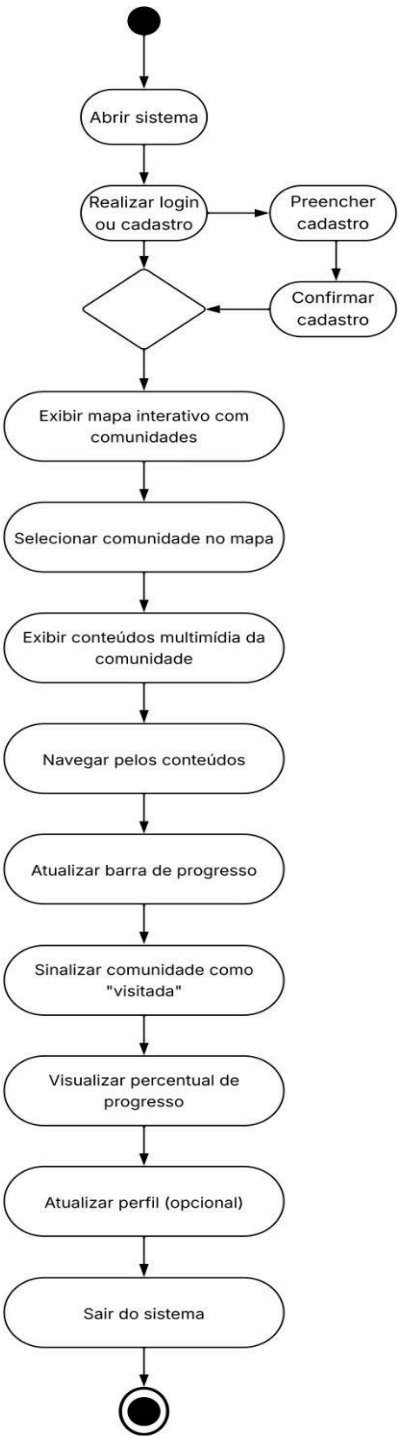 Abrir sistema
Realizar login
ou cadastro
Preencher
cadastro
Confirmar
cadastro
Exibir mapa interativo com
comunidades
Selecionar comunidade no mapa
Exibir conteúdos multimídia da
comunidade
Navegar pelos conteúdos
Atualizar barra de progresso
Sinalizar comunidade como
"visitada"
Visualizar percentual de
progresso
Atualizar perfil (opcional)
Sair do sistema